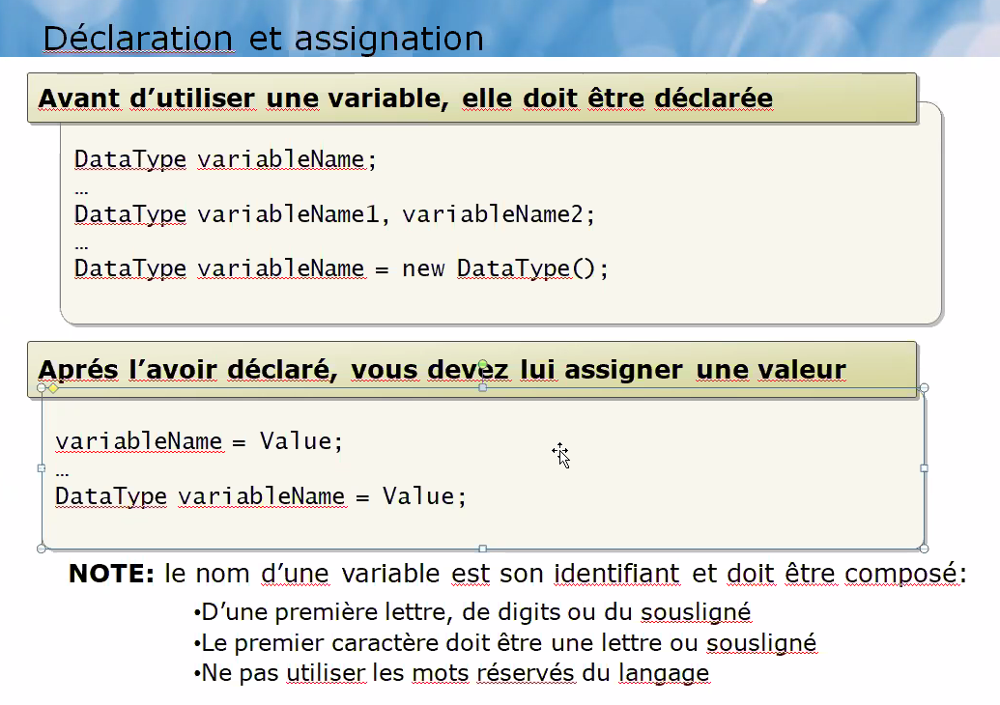 Déclaration et assignation
Avant d’utiliser une variable, elle doit être déclarée
DataType variableName;
…
DataType variableName1, variableName2;
…
DataType variableName = new DataType();
Aprés l’avoir déclaré, vous devez lui assigner une valeur
variableName = Value;
…
DataType variableName = Value;
NOTE: le nom d’une variable est son identifiant et doit être composé:
•D’une première lettre, de digits ou du sousligné
•Le premier caractère doit être une lettre ou sousligné
•Ne pas utiliser les mots réservés du langage